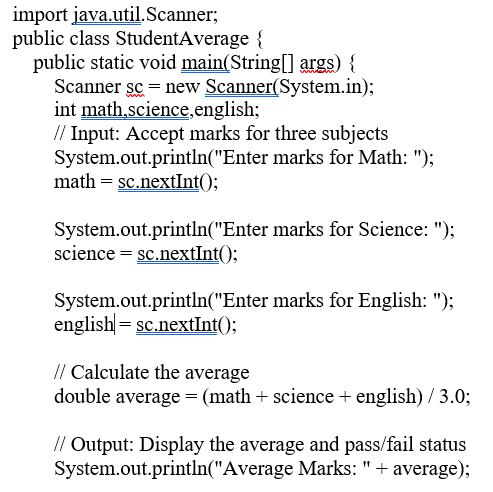 import java.util.Scanner;
public class StudentAverage {
public static void main(String[] args) {
Scanner sc = new Scanner(System.in);
int math,science,english;
// Input: Accept marks for three subjects
System.out.println("Enter marks for Math: ");
math = sc.nextInt();
System.out.println("Enter marks for Science: ");
science = sc.nextInt();
System.out.println("Enter marks for English: ");
english = sc.nextInt();
// Calculate the average
double average = (math + science + english) / 3.0;
// Output: Display the average and pass/fail status
System.out.println("Average Marks: " + average);